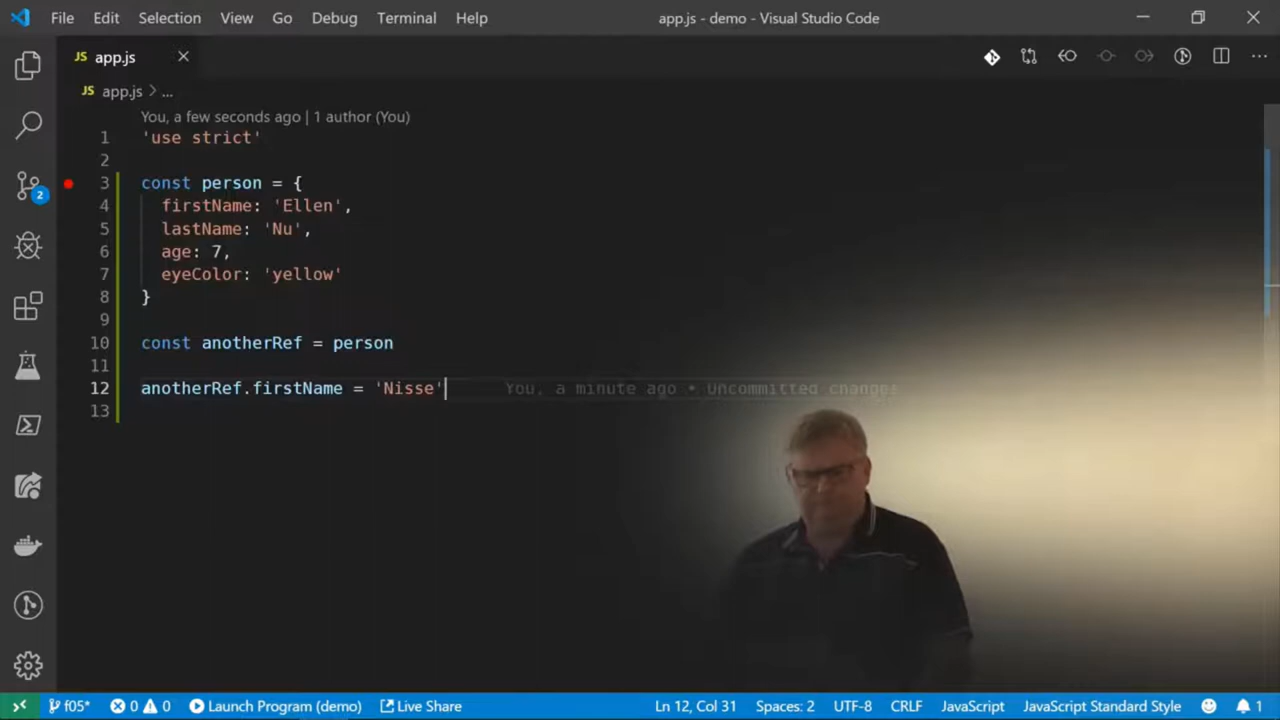 File Edit Selection View Go Debug Terminal Help app.js - demo - Visual Studio Code
JS app.js
JS app.js > ...
You, a few seconds ago | 1 author (You)
1 'use strict'
2
3 const person = {
4 firstName: 'Ellen',
5 lastName: 'Nu',
6 age: 7,
7 eyeColor: 'yellow'
8 }
9
10 const anotherRef = person
11
12 anotherRef.firstName = 'Nisse' You, a minute ago • Uncommitted changes
13
2
f05* 0 0 Launch Program (demo) Live Share Ln 12, Col 31 Spaces: 2 UTF-8 CRLF JavaScript JavaScript Standard Style 1